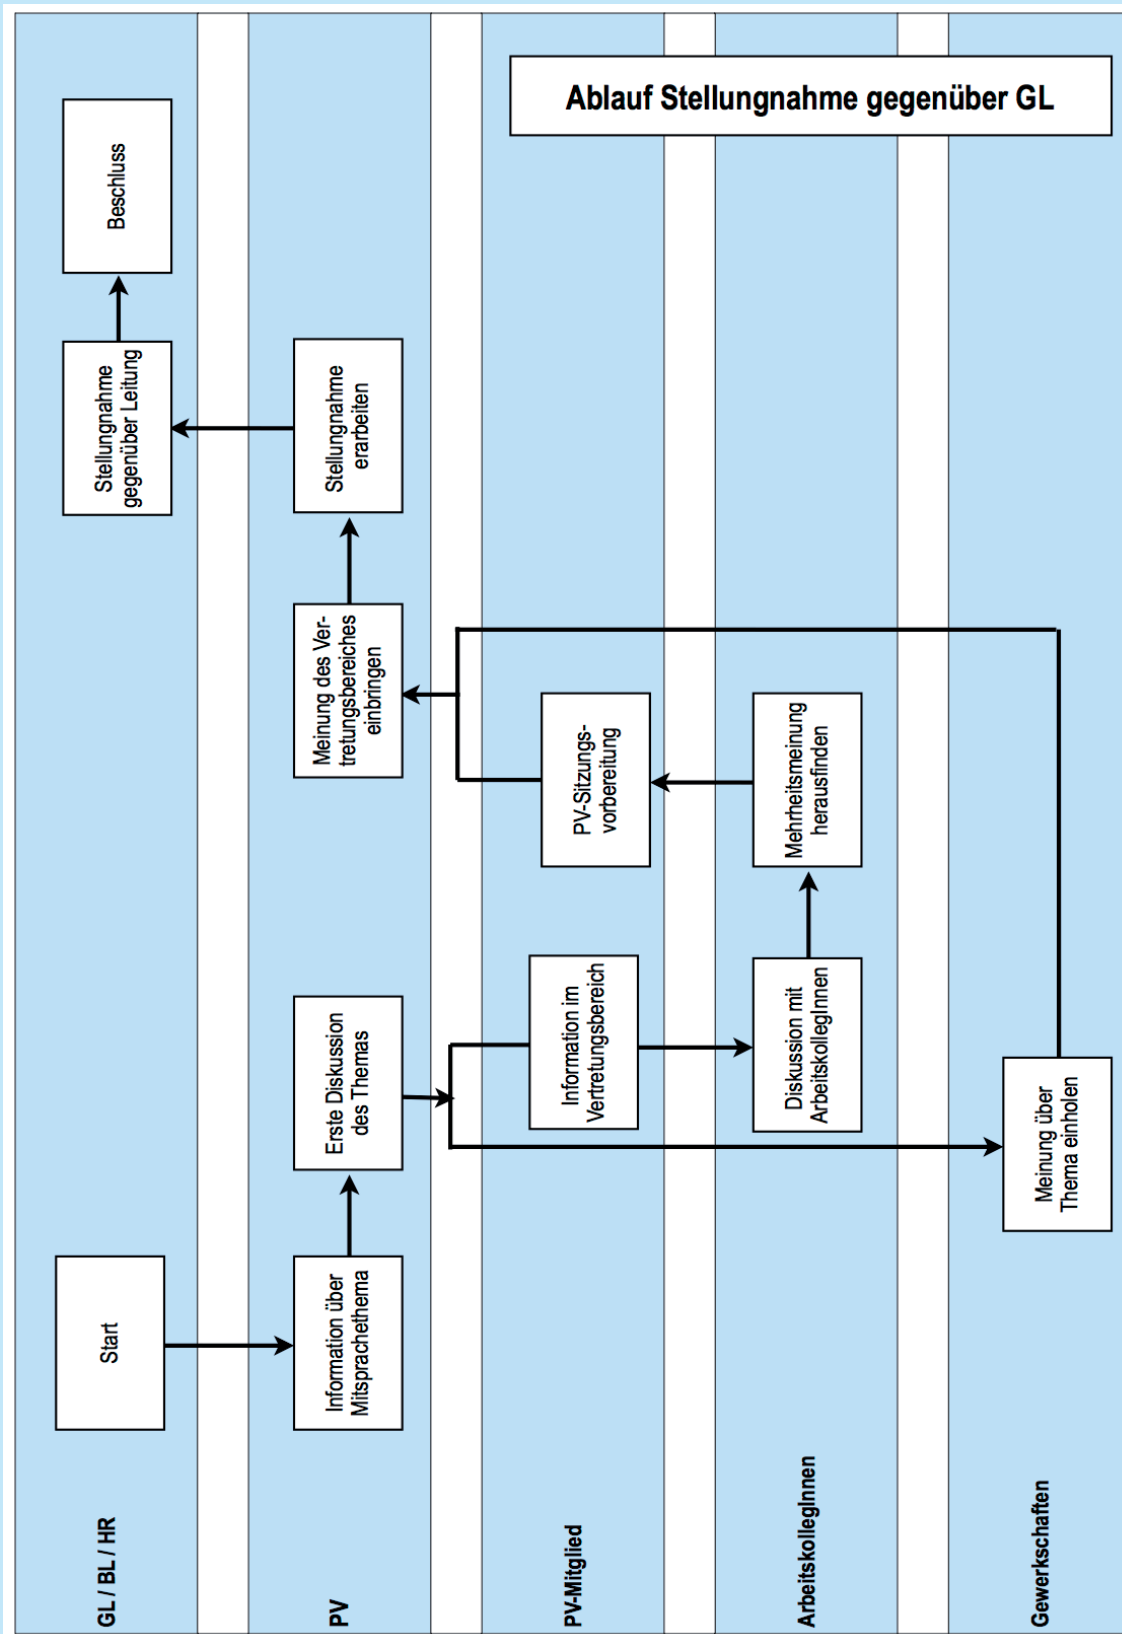 Ablauf Stellungnahme gegenüber GL
GL / BL / HR
Start
Stellungnahme
gegenüber Leitung
Beschluss
PV
Information über
Mitsprachethema
Erste Diskussion
des Themas
Meinung des Ver-
tretungsbereiches
einbringen
Stellungnahme
erarbeiten
PV-Mitglied
Information im
Vertretungsbereich
PV-Sitzungs-
vorbereitung
ArbeitskollegInnen
Diskussion mit
ArbeitskollegInnen
Mehrheitsmeinung
herausfinden
Gewerkschaften
Meinung über
Thema einholen